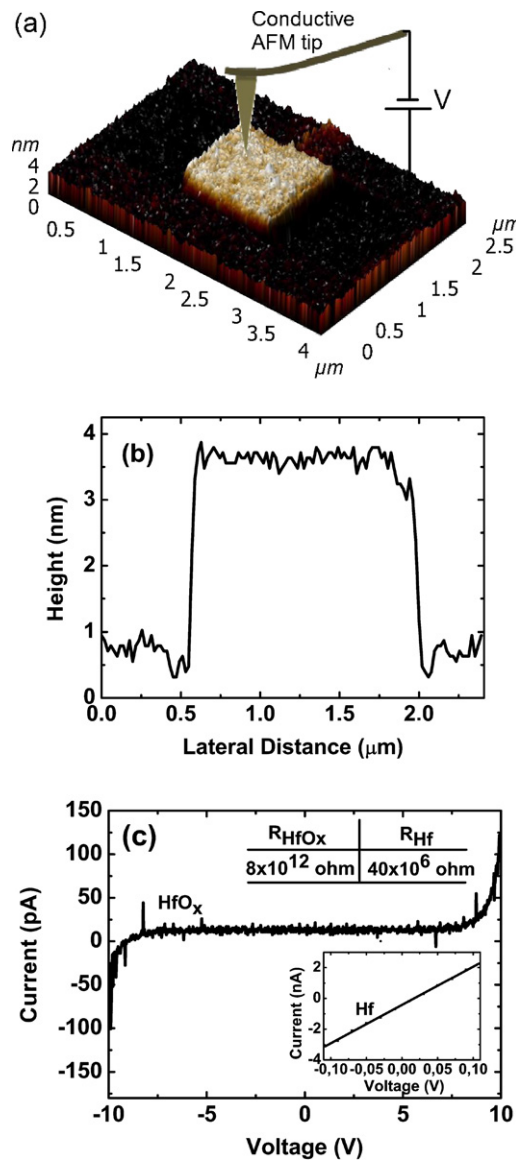 (a)
Conductive
AFM tip
V
nm
4
2
0
0.5
1
1.5
2
2.5
3
3.5
4
µm
0
0.5
1
1.5
2
2.5
µm
(b)
Height (nm)
4
3
2
1
0
0.0 0.5 1.0 1.5 2.0
Lateral Distance (µm)
(c)
RHfOx RHf
8x10^12 ohm 40x10^6 ohm
HfOx
Current (pA)
150
100
50
0
-50
-100
-150
-10 -5 0 5 10
Voltage (V)
Hf
Current (nA)
2
0
-2
-4
-0,10 -0,05 0,00 0,05 0,10
Voltage (V)